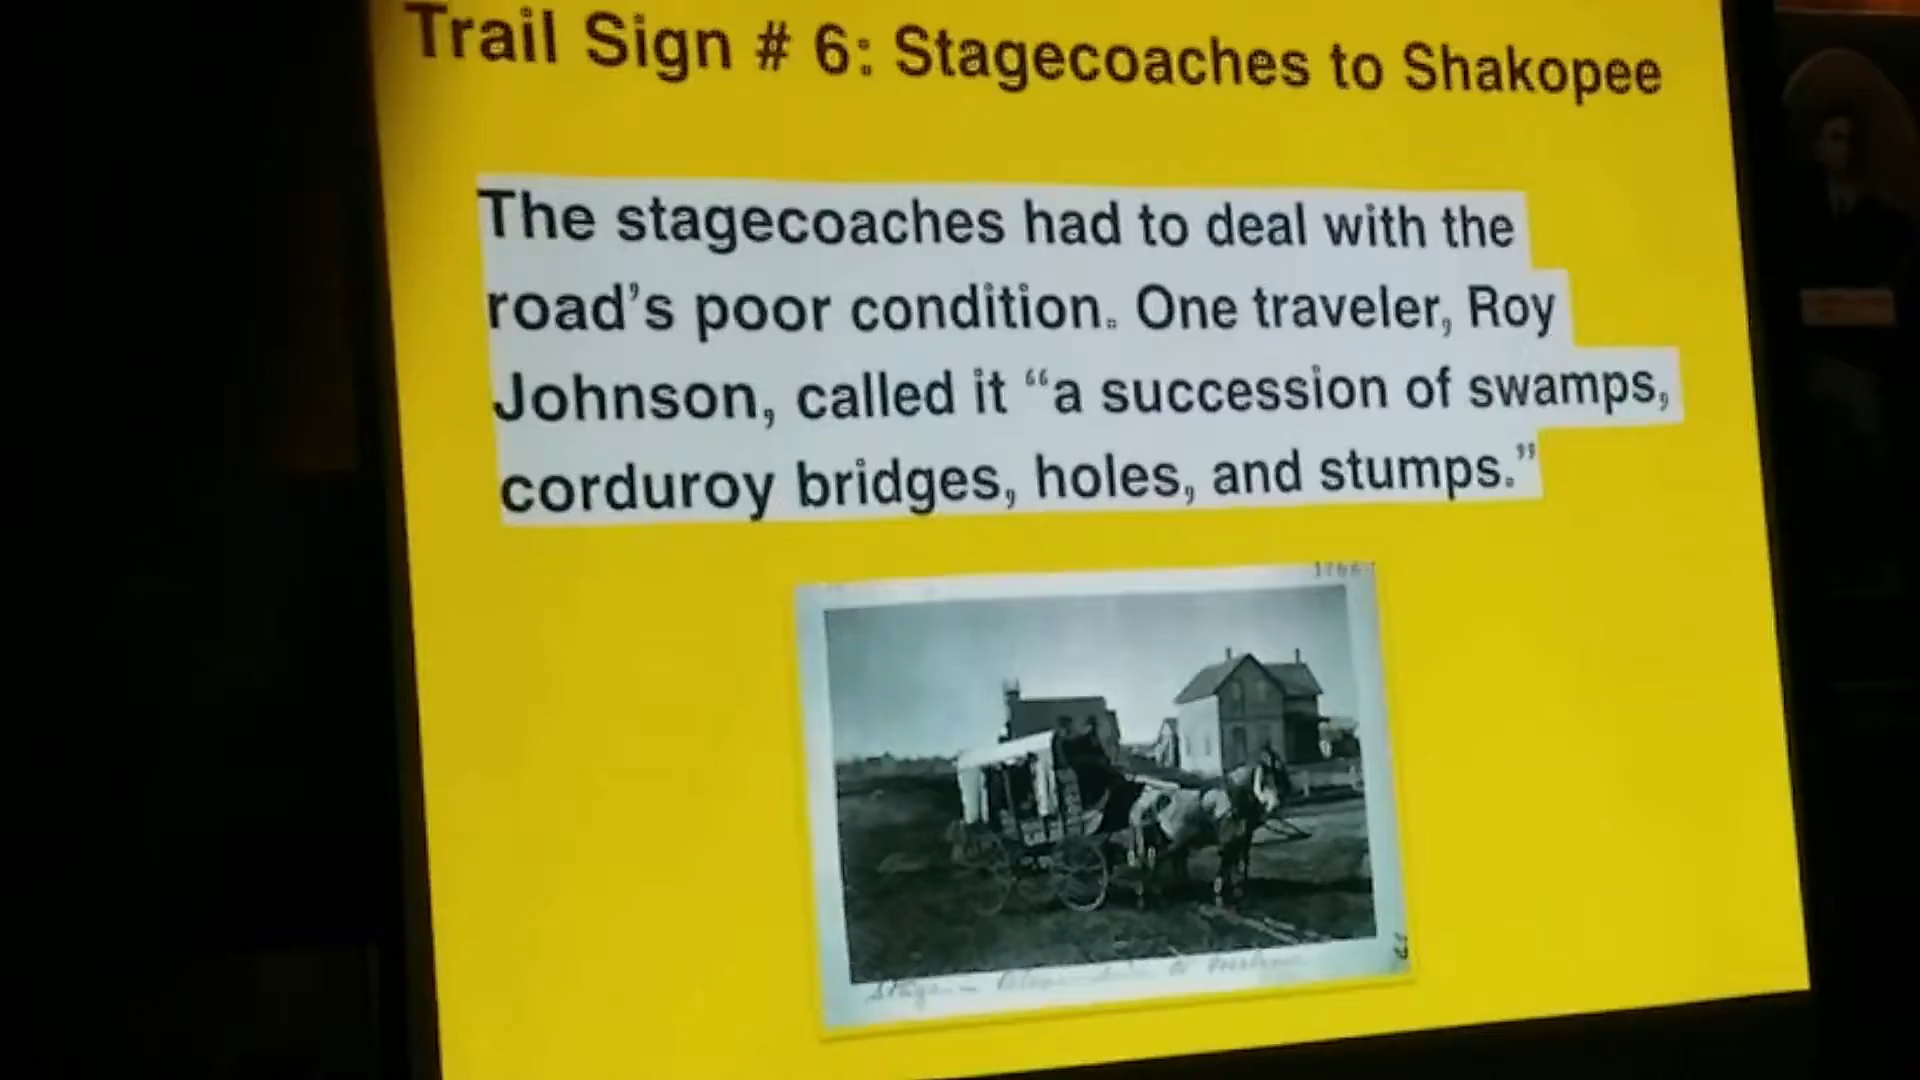 Trail Sign # 6: Stagecoaches to Shakopee
The stagecoaches had to deal with the
road's poor condition. One traveler, Roy
Johnson, called it “a succession of swamps,
corduroy bridges, holes, and stumps.”